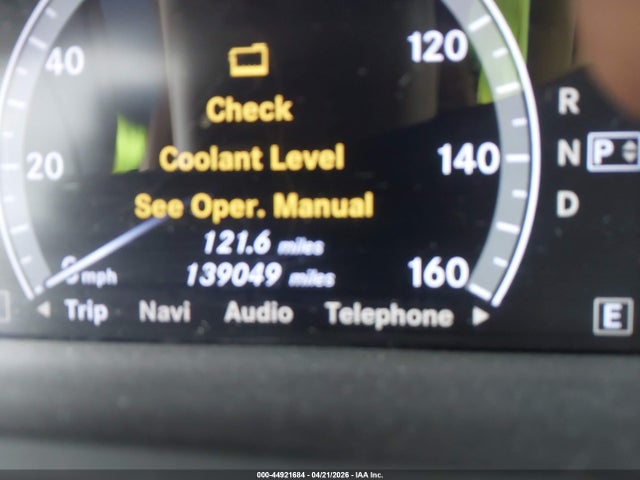 120
40
Check
R
Coolant Level
140
N
P
20
See Oper. Manual
D
121.6 miles
139049 miles
0 mph
160
Trip Navi Audio Telephone
E
000-44921684 - 04/21/2026 - IAA Inc.